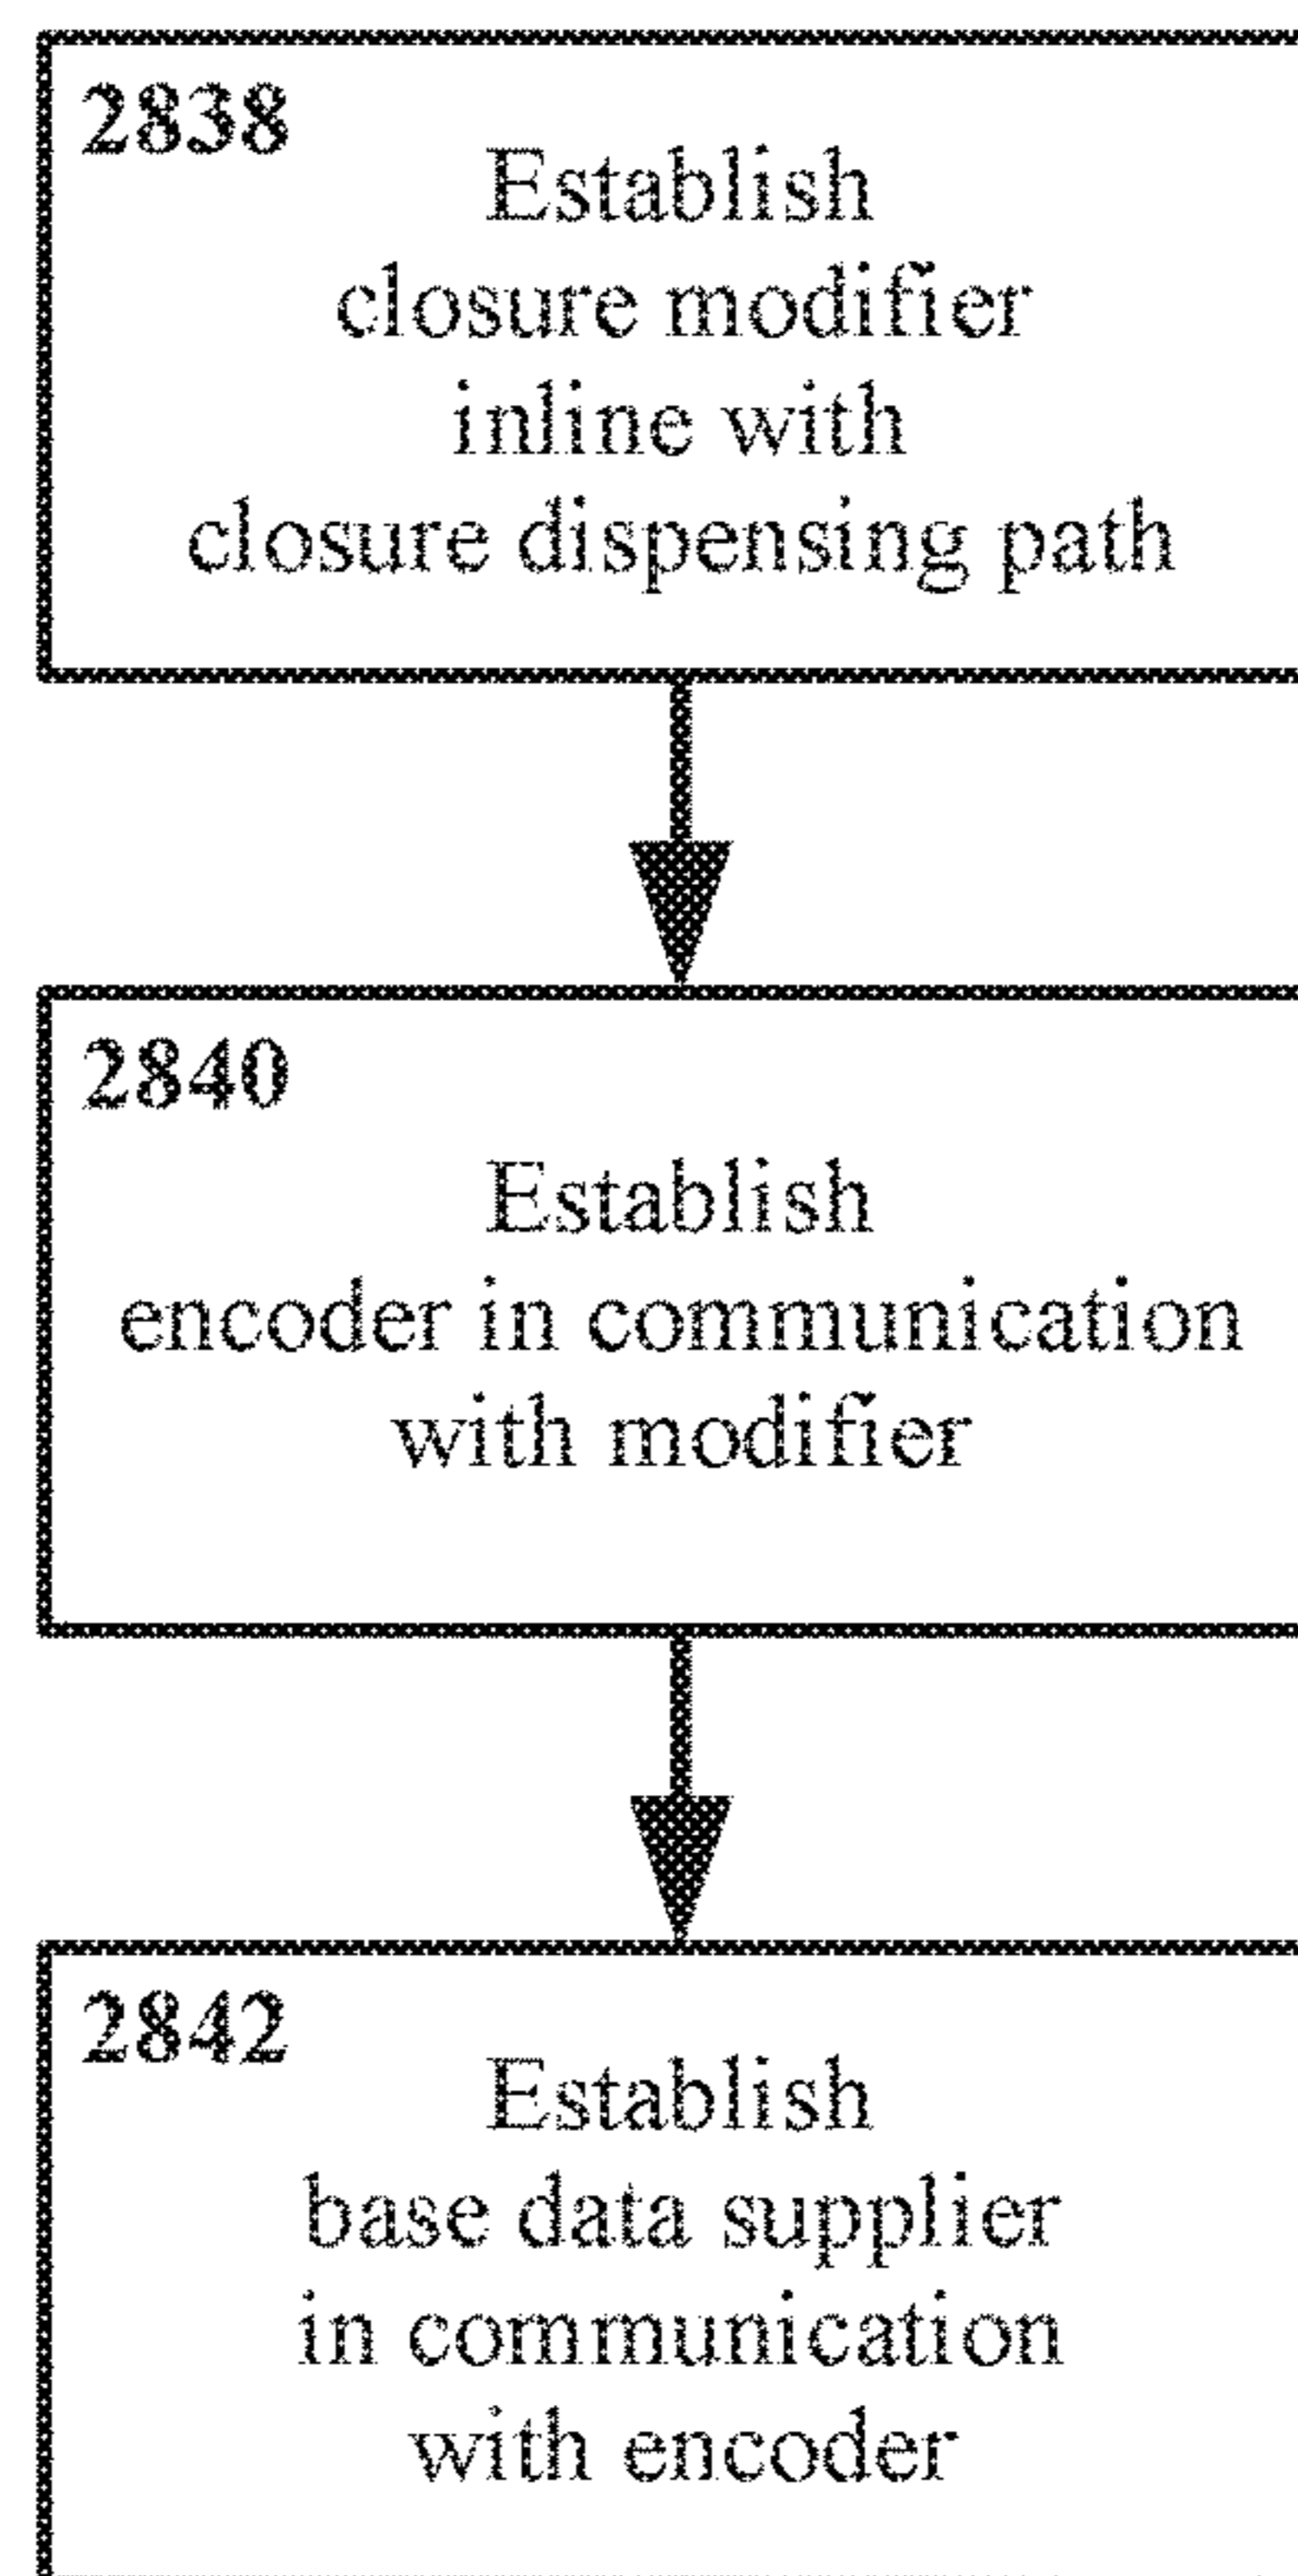 2838
Establish
closure modifier
inline with
closure dispensing path
2840
Establish
encoder in communication
with modifier
2842
Establish
base data supplier
in communication
with encoder